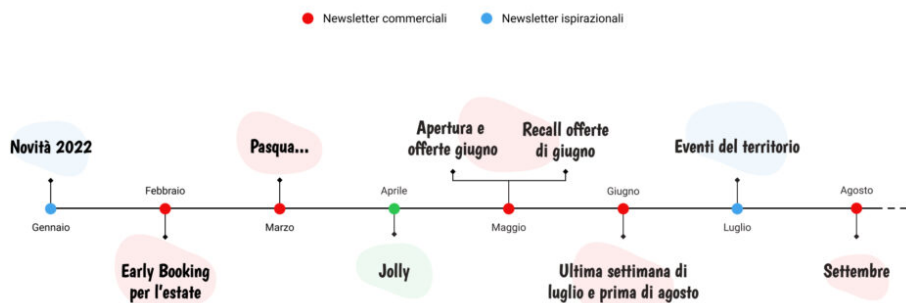 Newsletter commerciali
Newsletter ispirazionali
Novità 2022
Pasqua...
Apertura e
offerte giugno
Recall offerte
di giugno
Eventi del territorio
Febbraio
Aprile
Giugno
Agosto
Gennaio
Marzo
Maggio
Luglio
Early Booking
per l'estate
Jolly
Ultima settimana di
luglio e prima di agosto
Settembre